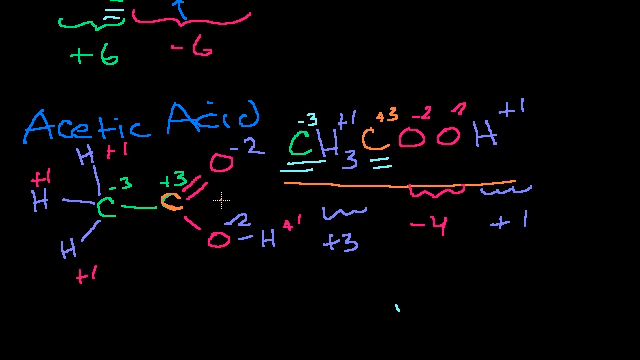 +6 -6
Acetic Acid
-3 +1 +3 -2 +1
CH3COOH
+3 -4 +1
H +1 O -2
+1 -3 +3
H C C
H O -2 H +1
+1